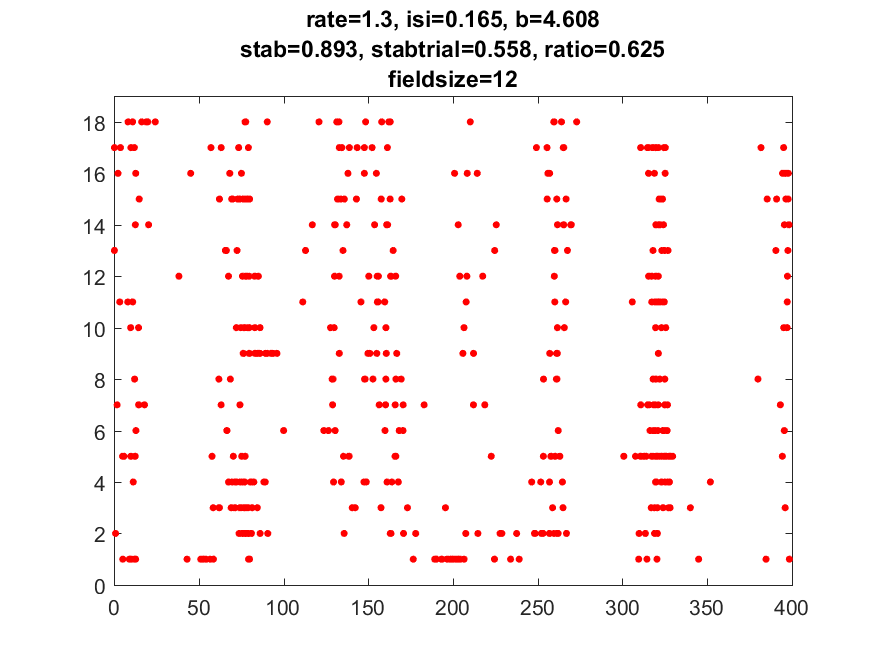 rate=1.3, isi=0.165, b=4.608
stab=0.893, stabtrial=0.558, ratio=0.625
fieldsize=12
18
16
14
12
10
8
6
4
2
0
0 50 100 150 200 250 300 350 400